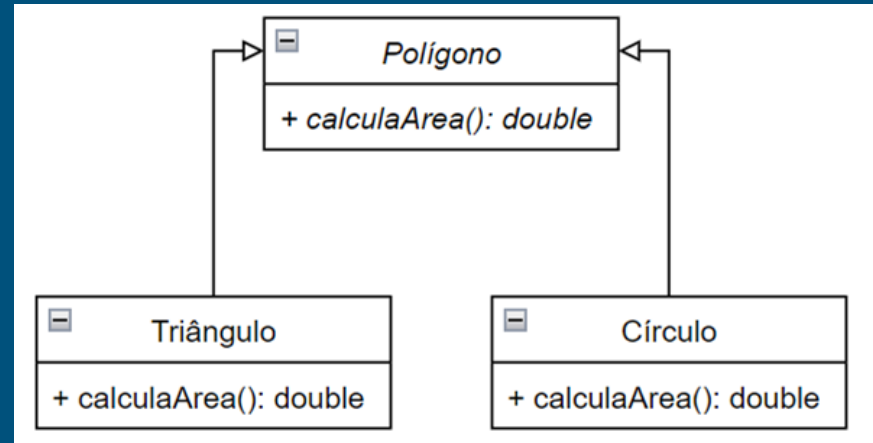 Polígono
+ calculaArea(): double
Triângulo
+ calculaArea(): double
Círculo
+ calculaArea(): double